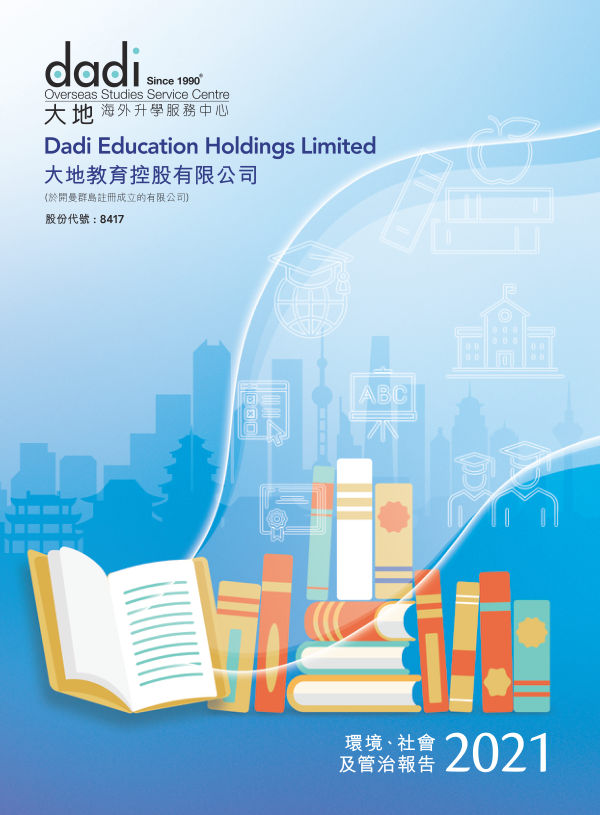 dadi Since 1990®
Overseas Studies Service Centre
大地 海外升學服務中心
Dadi Education Holdings Limited
大地教育控股有限公司
(於開曼群島註冊成立的有限公司)
股份代號：8417
ABC
環境、社會
及管治報告 2021